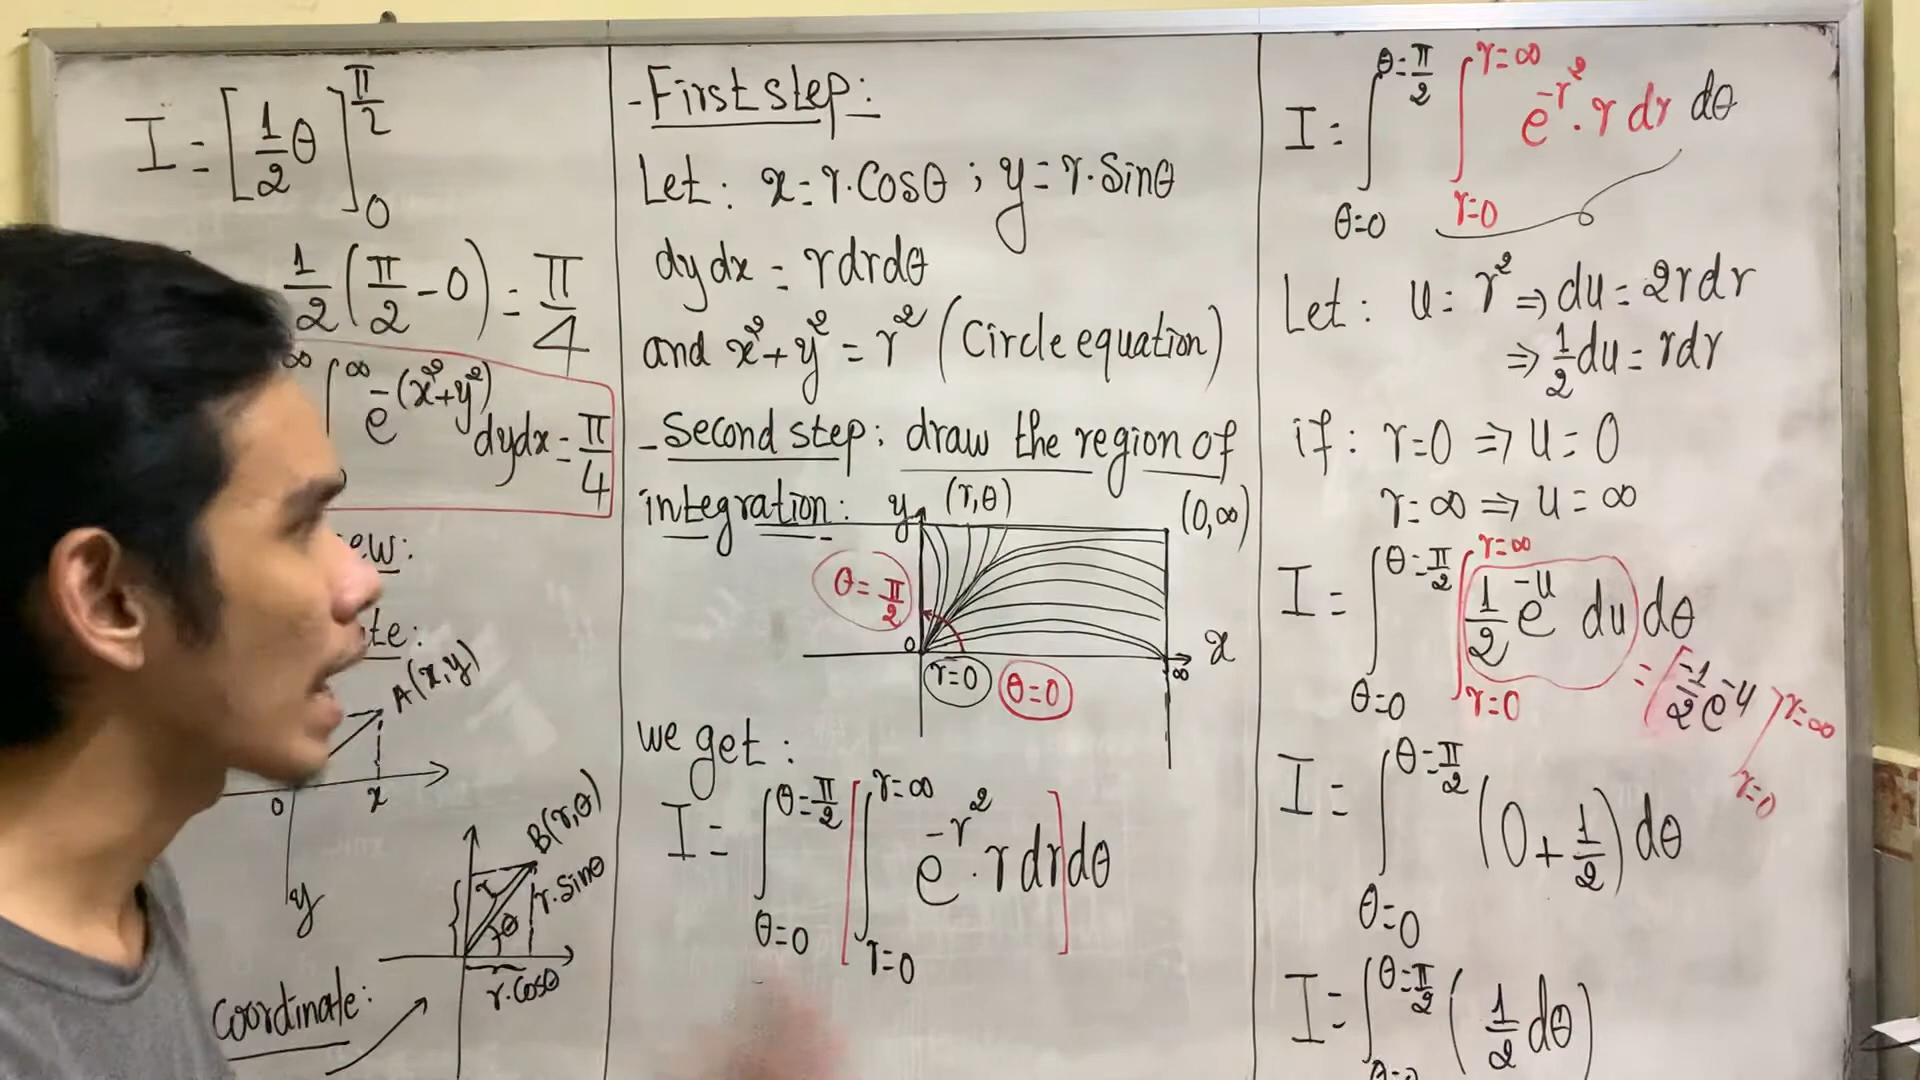 I = [1/2 θ]₀^(π/2)
1/2 (π/2 - 0) = π/4
∞ ∫^∞ e^-(x²+y²) dydx = π/4
ew:
te:
A(x,y)
0 x
y
B(r,θ)
r
θ
r.sinθ
r.cosθ
coordinate:
- First step:
Let: x = r.cosθ ; y = r.sinθ
dydx = rdrdθ
and x²+y² = r² (Circle equation)
- Second step: draw the region of
integration:
y (r,θ) (0,∞)
θ = π/2
0 x
r=0 θ=0 ∞
we get:
I = ∫_(θ=0)^(θ=π/2) [∫_(r=0)^(r=∞) e^(-r²).r dr] dθ
I = ∫_(θ=0)^(θ=π/2) ∫_(r=0)^(r=∞) e^(-r²).r dr dθ
Let: u = r² ⇒ du = 2rdr
⇒ 1/2 du = rdr
if: r=0 ⇒ u = 0
r=∞ ⇒ u = ∞
I = ∫_(θ=0)^(θ=π/2) ∫_(r=0)^(r=∞) 1/2 e^(-u) du dθ
= [-1/2 e^(-u)]_(r=0)^(r=∞)
I = ∫_(θ=0)^(θ=π/2) (0 + 1/2) dθ
I = ∫^(θ=π/2) (1/2 dθ)